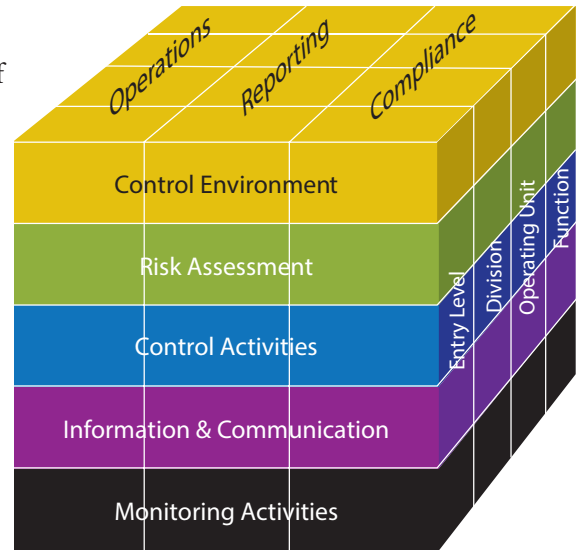 f
Operations
Reporting
Compliance
Control Environment
Risk Assessment
Control Activities
Information & Communication
Monitoring Activities
Entry Level
Division
Operating Unit
Function